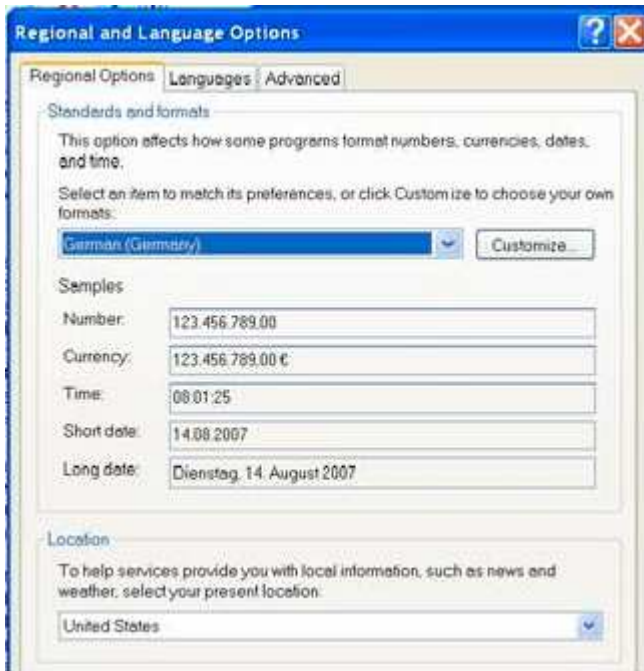 Regional and Language Options
Regional Options Languages Advanced
Standards and formats
This option affects how some programs format numbers, currencies, dates,
and time.
Select an item to match its preferences, or click Customize to choose your own
formats:
German (Germany)
Customize...
Samples
Number: 123.456.789,00
Currency: 123.456.789,00 €
Time: 08:01:25
Short date: 14.08.2007
Long date: Dienstag, 14. August 2007
Location
To help services provide you with local information, such as news and
weather, select your present location:
United States